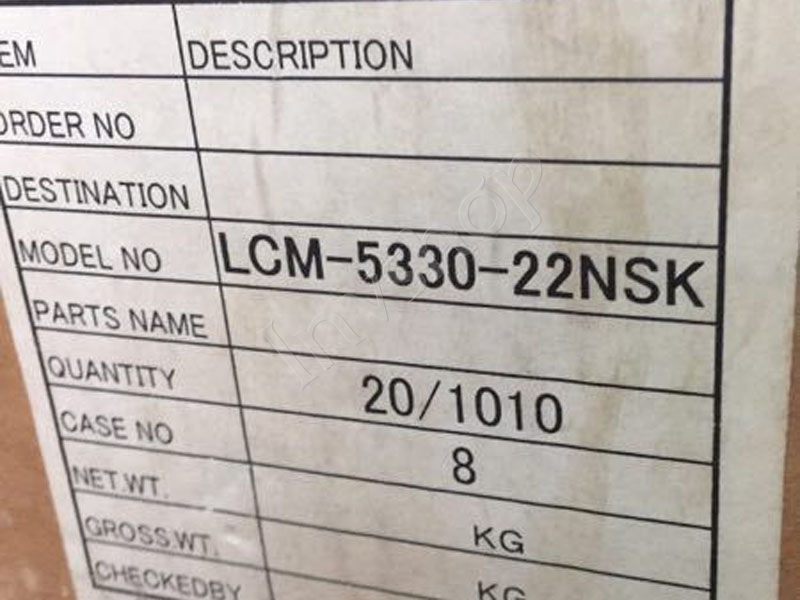 EM DESCRIPTION
ORDER NO
DESTINATION
MODEL NO LCM-5330-22NSK
PARTS NAME
QUANTITY 20/1010
CASE NO 8
NET.WT. KG
GROSS.WT. KG
CHECKEDBY